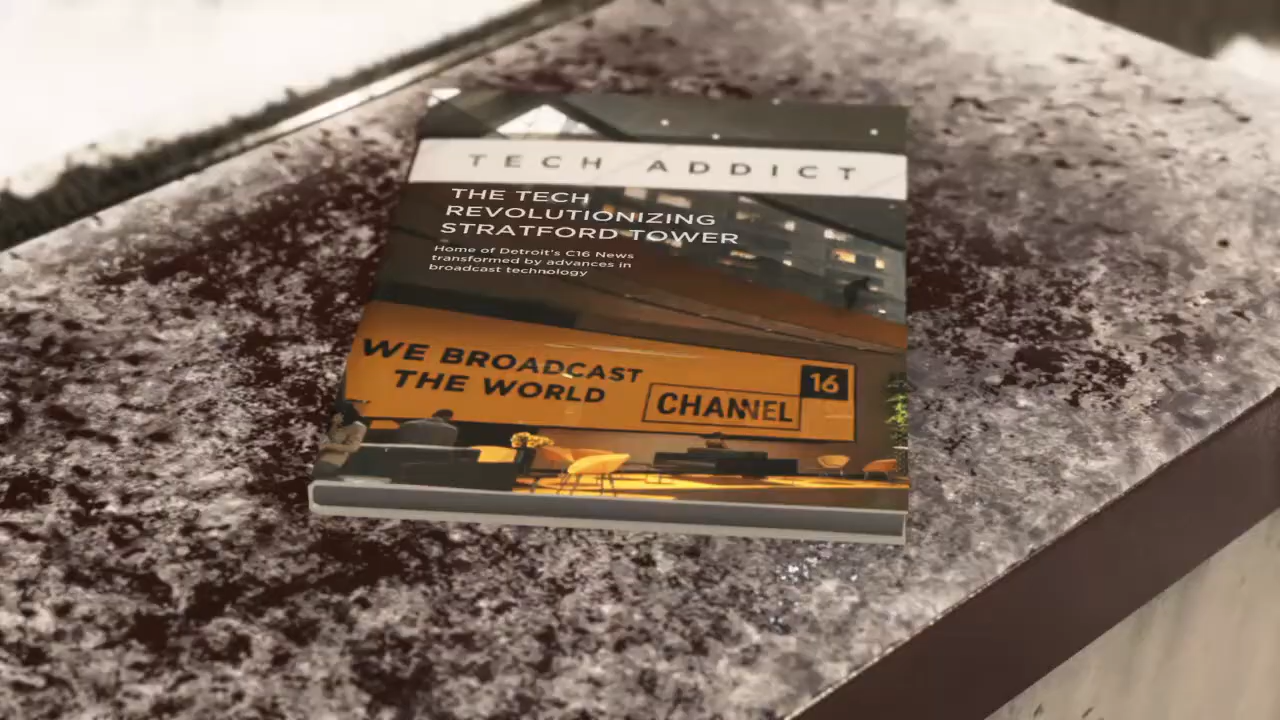 TECH ADDICT
THE TECH
REVOLUTIONIZING
STRATFORD TOWER
Home of Detroit's C16 News
transformed by advances in
broadcast technology
WE BROADCAST
THE WORLD
16
CHANNEL